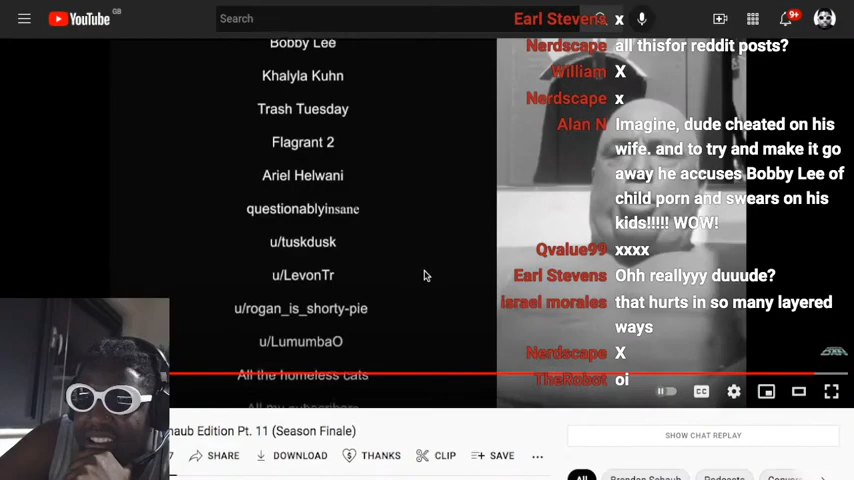 YouTube GB
Search
9+
Bobby Lee
Khalyla Kuhn
Trash Tuesday
Flagrant 2
Ariel Helwani
questionablyinsane
u/tuskdusk
u/LevonTr
u/rogan_is_shorty-pie
u/LumumbaO
All the homeless cats
All my subscribers
Earl Stevens x
Nerdscape all thisfor reddit posts?
William X
Nerdscape x
Alan N Imagine, dude cheated on his
wife. and to try and make it go
away he accuses Bobby Lee of
child porn and swears on his
kids!!!!! WOW!
Qvalue99 xxxx
Earl Stevens Ohh reallyyy duuude?
israel morales that hurts in so many layered
ways
Nerdscape X
TheRobot oi
CC
haub Edition Pt. 11 (Season Finale)
7 SHARE DOWNLOAD THANKS CLIP SAVE ...
SHOW CHAT REPLAY
All Brendan Schaub Podcasts